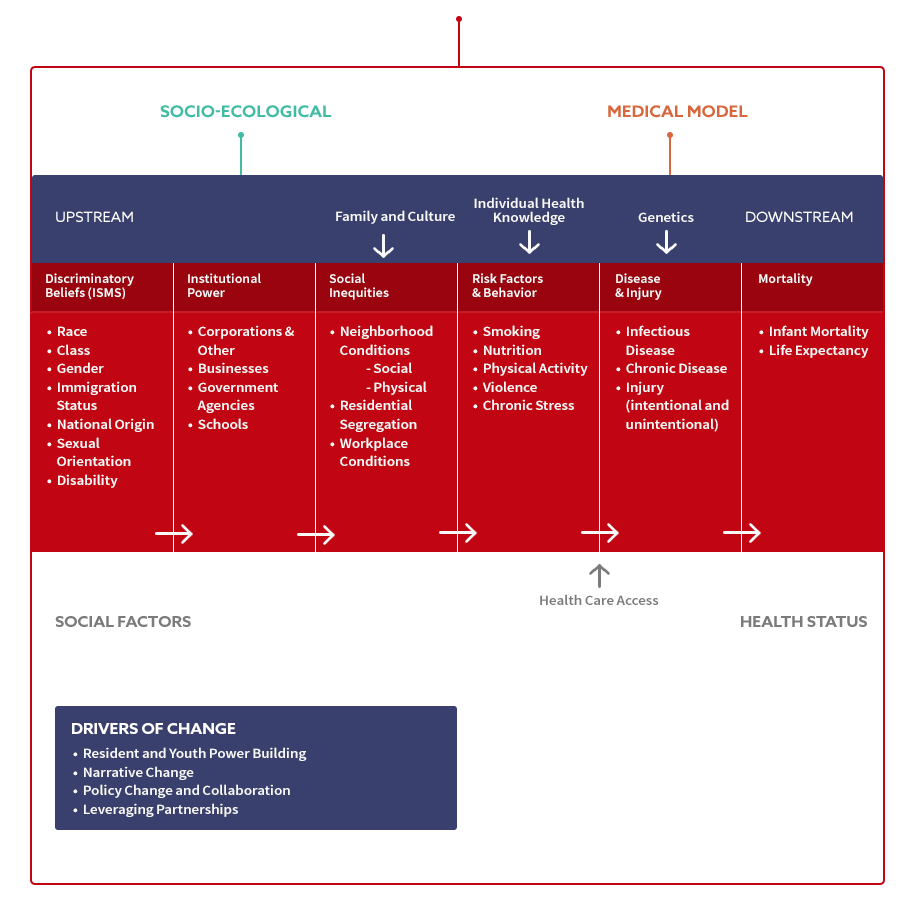 SOCIO-ECOLOGICAL
MEDICAL MODEL
UPSTREAM
Family and Culture
Individual Health
Knowledge
Genetics
DOWNSTREAM
Discriminatory
Beliefs (ISMS)
• Race
• Class
• Gender
• Immigration
Status
• National Origin
• Sexual
Orientation
• Disability
Institutional
Power
• Corporations &
Other
• Businesses
• Government
Agencies
• Schools
Social
Inequities
• Neighborhood
Conditions
- Social
- Physical
• Residential
Segregation
• Workplace
Conditions
Risk Factors
& Behavior
• Smoking
• Nutrition
• Physical Activity
• Violence
• Chronic Stress
Disease
& Injury
• Infectious
Disease
• Chronic Disease
• Injury
(intentional and
unintentional)
Mortality
• Infant Mortality
• Life Expectancy
Health Care Access
SOCIAL FACTORS
HEALTH STATUS
DRIVERS OF CHANGE
• Resident and Youth Power Building
• Narrative Change
• Policy Change and Collaboration
• Leveraging Partnerships